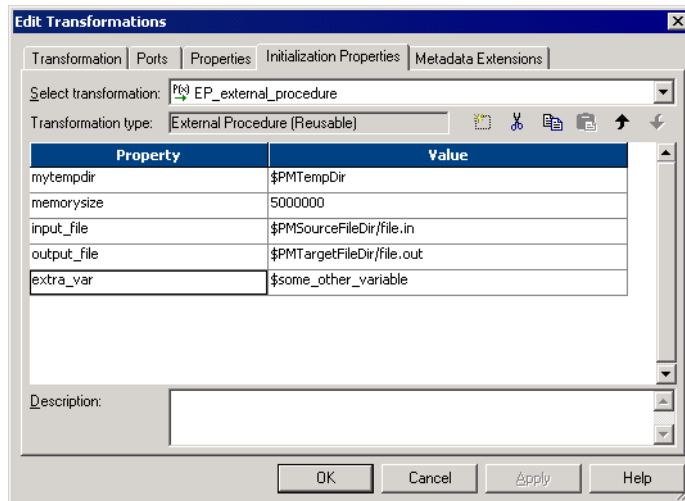 Edit Transformations
Transformation Ports Properties Initialization Properties Metadata Extensions
Select transformation: P(x) EP_external_procedure
Transformation type: External Procedure (Reusable)
Property Value
mytempdir $PMTempDir
memorysize 5000000
input_file $PMSourceFileDir/file.in
output_file $PMTargetFileDir/file.out
extra_var $some_other_variable
Description:
OK Cancel Apply Help